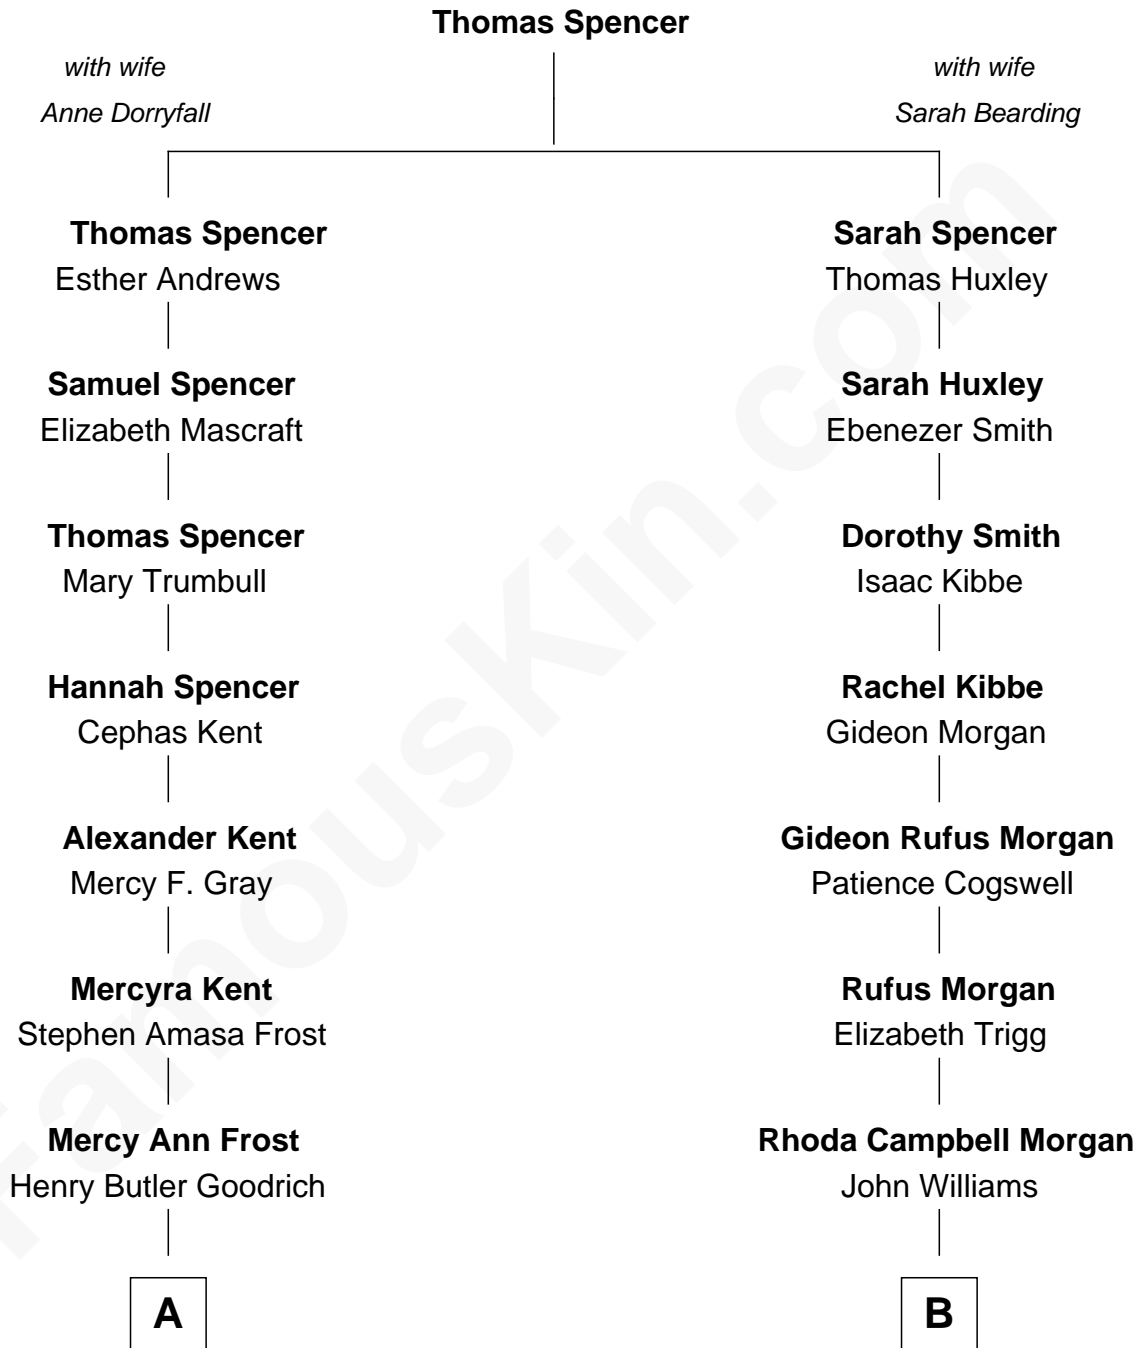 Thomas Spencer
with wife
Anne Dorryfall
with wife
Sarah Bearding
Thomas Spencer
Esther Andrews
Samuel Spencer
Elizabeth Mascraft
Thomas Spencer
Mary Trumbull
Hannah Spencer
Cephas Kent
Alexander Kent
Mercy F. Gray
Mercyra Kent
Stephen Amasa Frost
Mercy Ann Frost
Henry Butler Goodrich
A
Sarah Spencer
Thomas Huxley
Sarah Huxley
Ebenezer Smith
Dorothy Smith
Isaac Kibbe
Rachel Kibbe
Gideon Morgan
Gideon Rufus Morgan
Patience Cogswell
Rufus Morgan
Elizabeth Trigg
Rhoda Campbell Morgan
John Williams
B
FamousKin.com